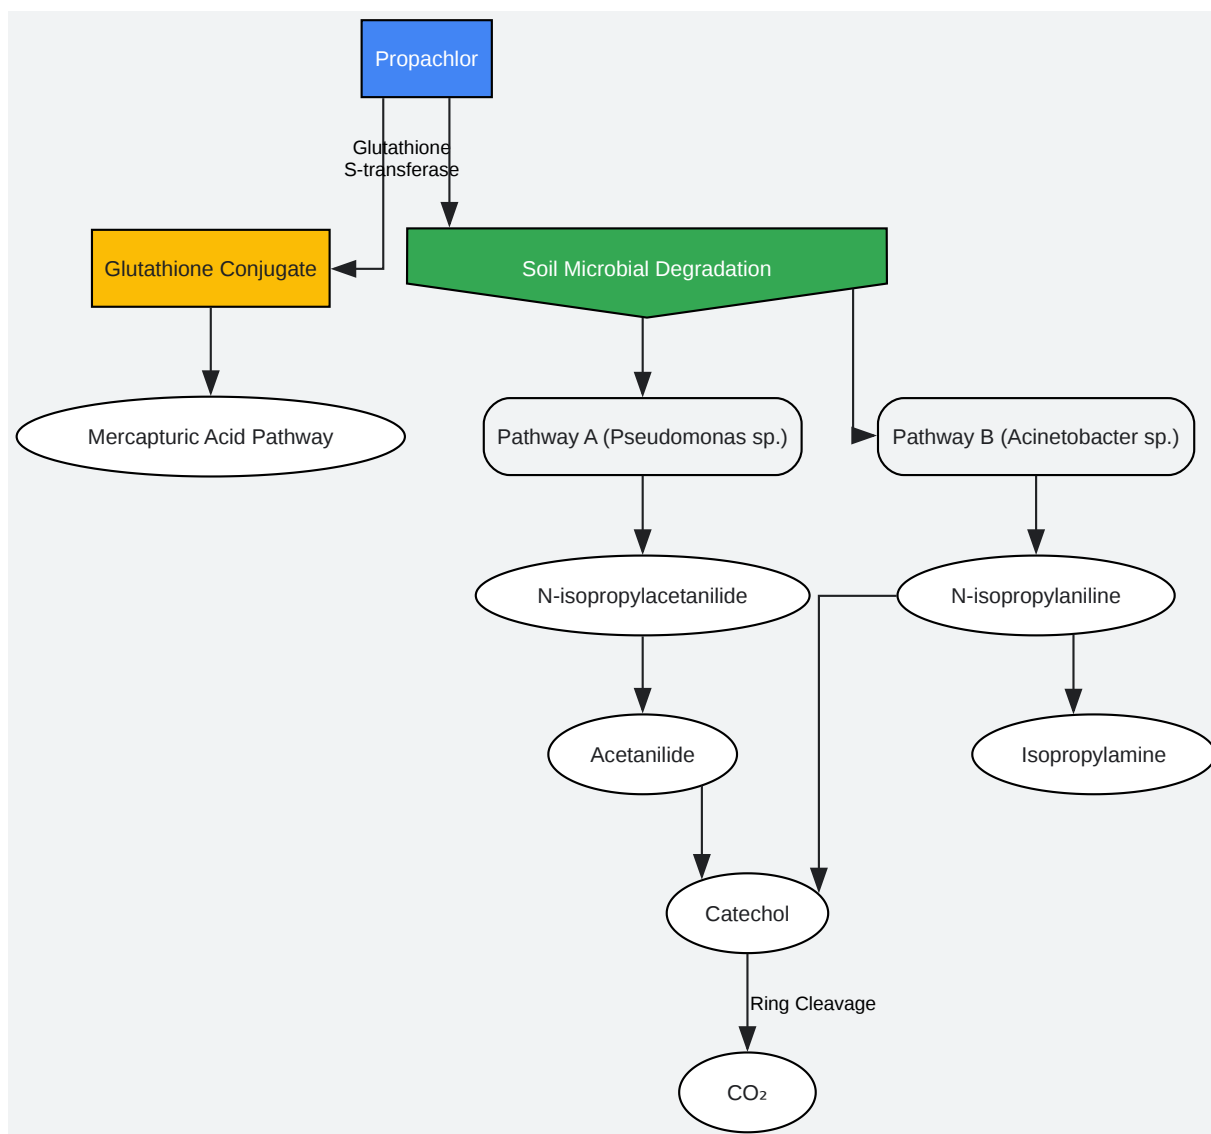 Propachlor
Glutathione
S-transferase
Glutathione Conjugate
Soil Microbial Degradation
Mercapturic Acid Pathway
Pathway A (Pseudomonas sp.)
Pathway B (Acinetobacter sp.)
N-isopropylacetanilide
N-isopropylaniline
Acetanilide
Isopropylamine
Catechol
Ring Cleavage
CO₂